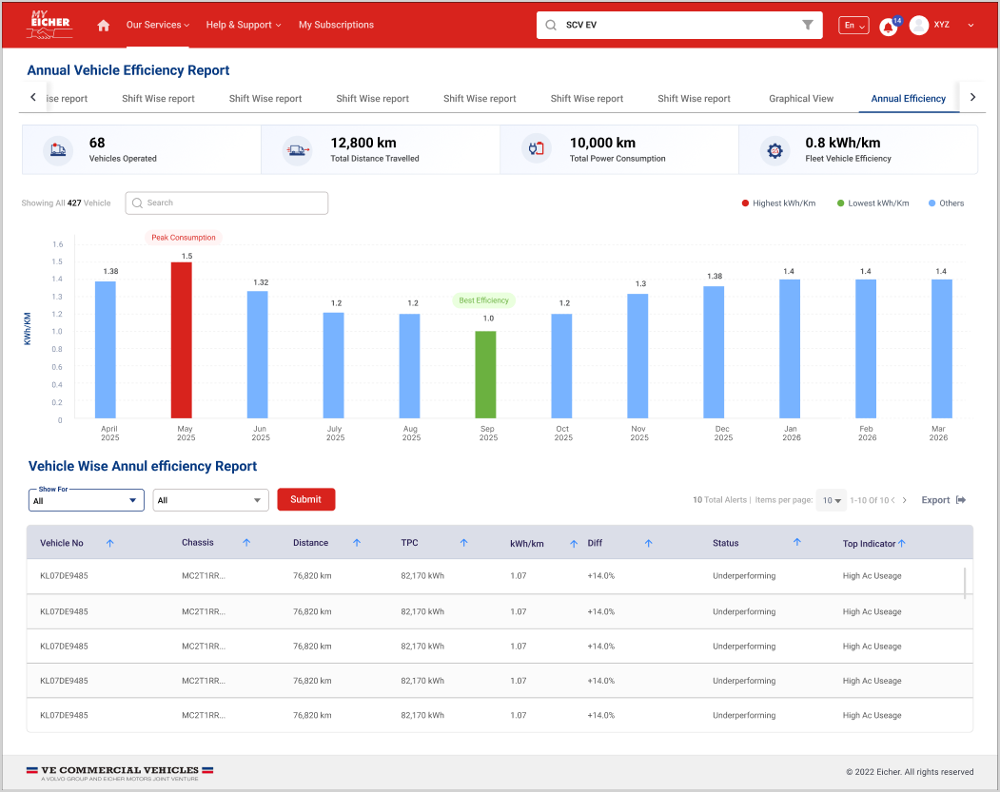 MY
EICHER
Our Services
Help & Support
My Subscriptions
SCV EV
En
14
XYZ
Annual Vehicle Efficiency Report
ise report
Shift Wise report
Shift Wise report
Shift Wise report
Shift Wise report
Shift Wise report
Shift Wise report
Graphical View
Annual Efficiency
68
Vehicles Operated
12,800 km
Total Distance Travelled
10,000 km
Total Power Consumption
0.8 kWh/km
Fleet Vehicle Efficiency
Showing All 427 Vehicle
Search
Highest kWh/Km
Lowest kWh/Km
Others
KWh/KM
1.6
1.5
1.4
1.3
1.2
1.0
0.8
0.6
0.4
0.2
0
Peak Consumption
Best Efficiency
1.38
1.5
1.32
1.2
1.2
1.0
1.2
1.3
1.38
1.4
1.4
1.4
April
2025
May
2025
Jun
2025
July
2025
Aug
2025
Sep
2025
Oct
2025
Nov
2025
Dec
2025
Jan
2026
Feb
2026
Mar
2026
Vehicle Wise Annul efficiency Report
Show For
All
All
Submit
10 Total Alerts | Items per page: 10 1-10 Of 10 < >
Export
Vehicle No Chassis Distance TPC kWh/km Diff Status Top Indicator
KL07DE9485 MC2T1RR... 76,820 km 82,170 kWh 1.07 +14.0% Underperforming High Ac Useage
KL07DE9485 MC2T1RR... 76,820 km 82,170 kWh 1.07 +14.0% Underperforming High Ac Useage
KL07DE9485 MC2T1RR... 76,820 km 82,170 kWh 1.07 +14.0% Underperforming High Ac Useage
KL07DE9485 MC2T1RR... 76,820 km 82,170 kWh 1.07 +14.0% Underperforming High Ac Useage
KL07DE9485 MC2T1RR... 76,820 km 82,170 kWh 1.07 +14.0% Underperforming High Ac Useage
VE COMMERCIAL VEHICLES
A VOLVO GROUP AND EICHER MOTORS JOINT VENTURE
© 2022 Eicher. All rights reserved